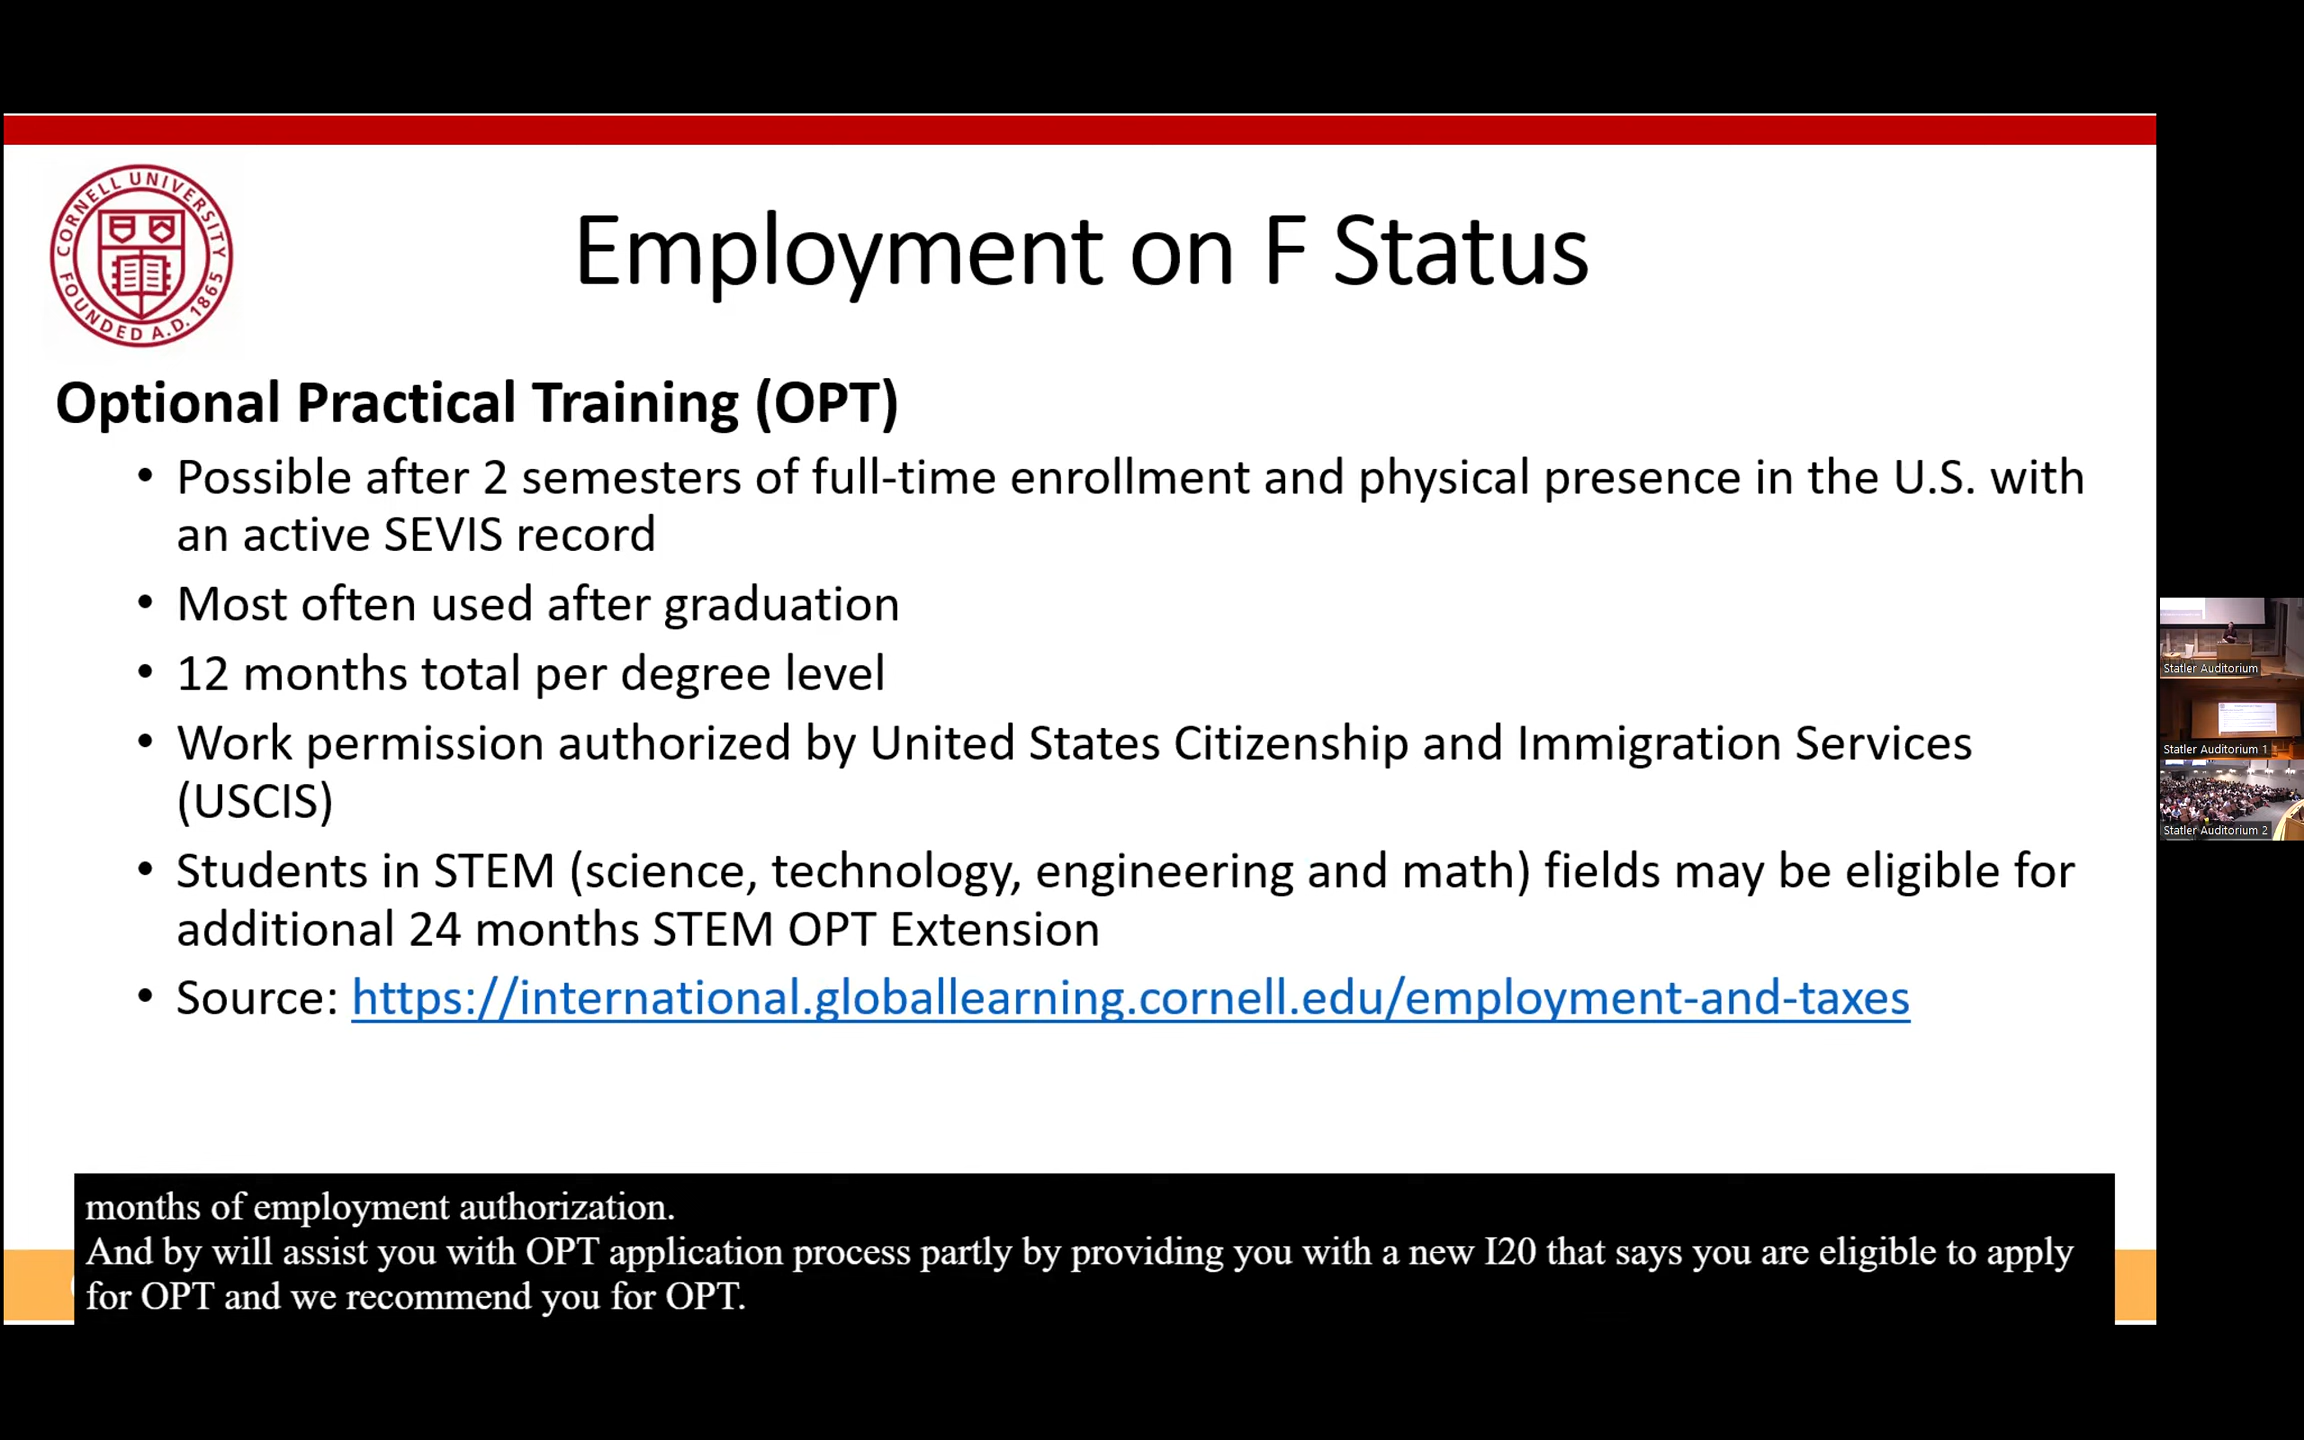 CORNELL UNIVERSITY
FOUNDED A.D. 1865
Employment on F Status
Optional Practical Training (OPT)
• Possible after 2 semesters of full-time enrollment and physical presence in the U.S. with
an active SEVIS record
• Most often used after graduation
• 12 months total per degree level
• Work permission authorized by United States Citizenship and Immigration Services
(USCIS)
• Students in STEM (science, technology, engineering and math) fields may be eligible for
additional 24 months STEM OPT Extension
• Source: https://international.globallearning.cornell.edu/employment-and-taxes
months of employment authorization.
And by will assist you with OPT application process partly by providing you with a new I20 that says you are eligible to apply
for OPT and we recommend you for OPT.
Statler Auditorium
Statler Auditorium 1
Statler Auditorium 2